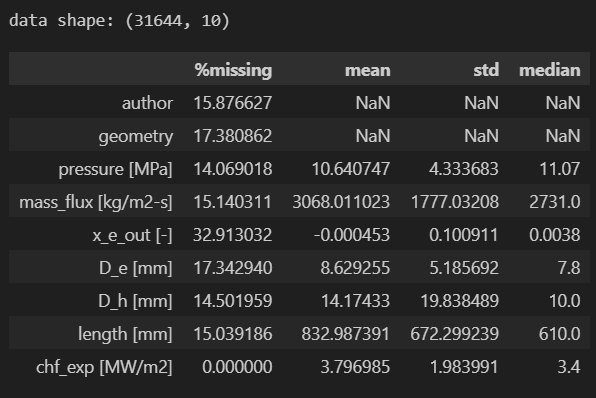 data shape: (31644, 10)
%missing mean std median
author 15.876627 NaN NaN NaN
geometry 17.380862 NaN NaN NaN
pressure [MPa] 14.069018 10.640747 4.333683 11.07
mass_flux [kg/m2-s] 15.140311 3068.011023 1777.03208 2731.0
x_e_out [-] 32.913032 -0.000453 0.100911 0.0038
D_e [mm] 17.342940 8.629255 5.185692 7.8
D_h [mm] 14.501959 14.17433 19.838489 10.0
length [mm] 15.039186 832.987391 672.299239 610.0
chf_exp [MW/m2] 0.000000 3.796985 1.983991 3.4